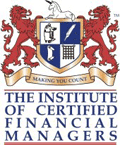 MAKING YOU COUNT
THE INSTITUTE
OF CERTIFIED
FINANCIAL
MANAGERS